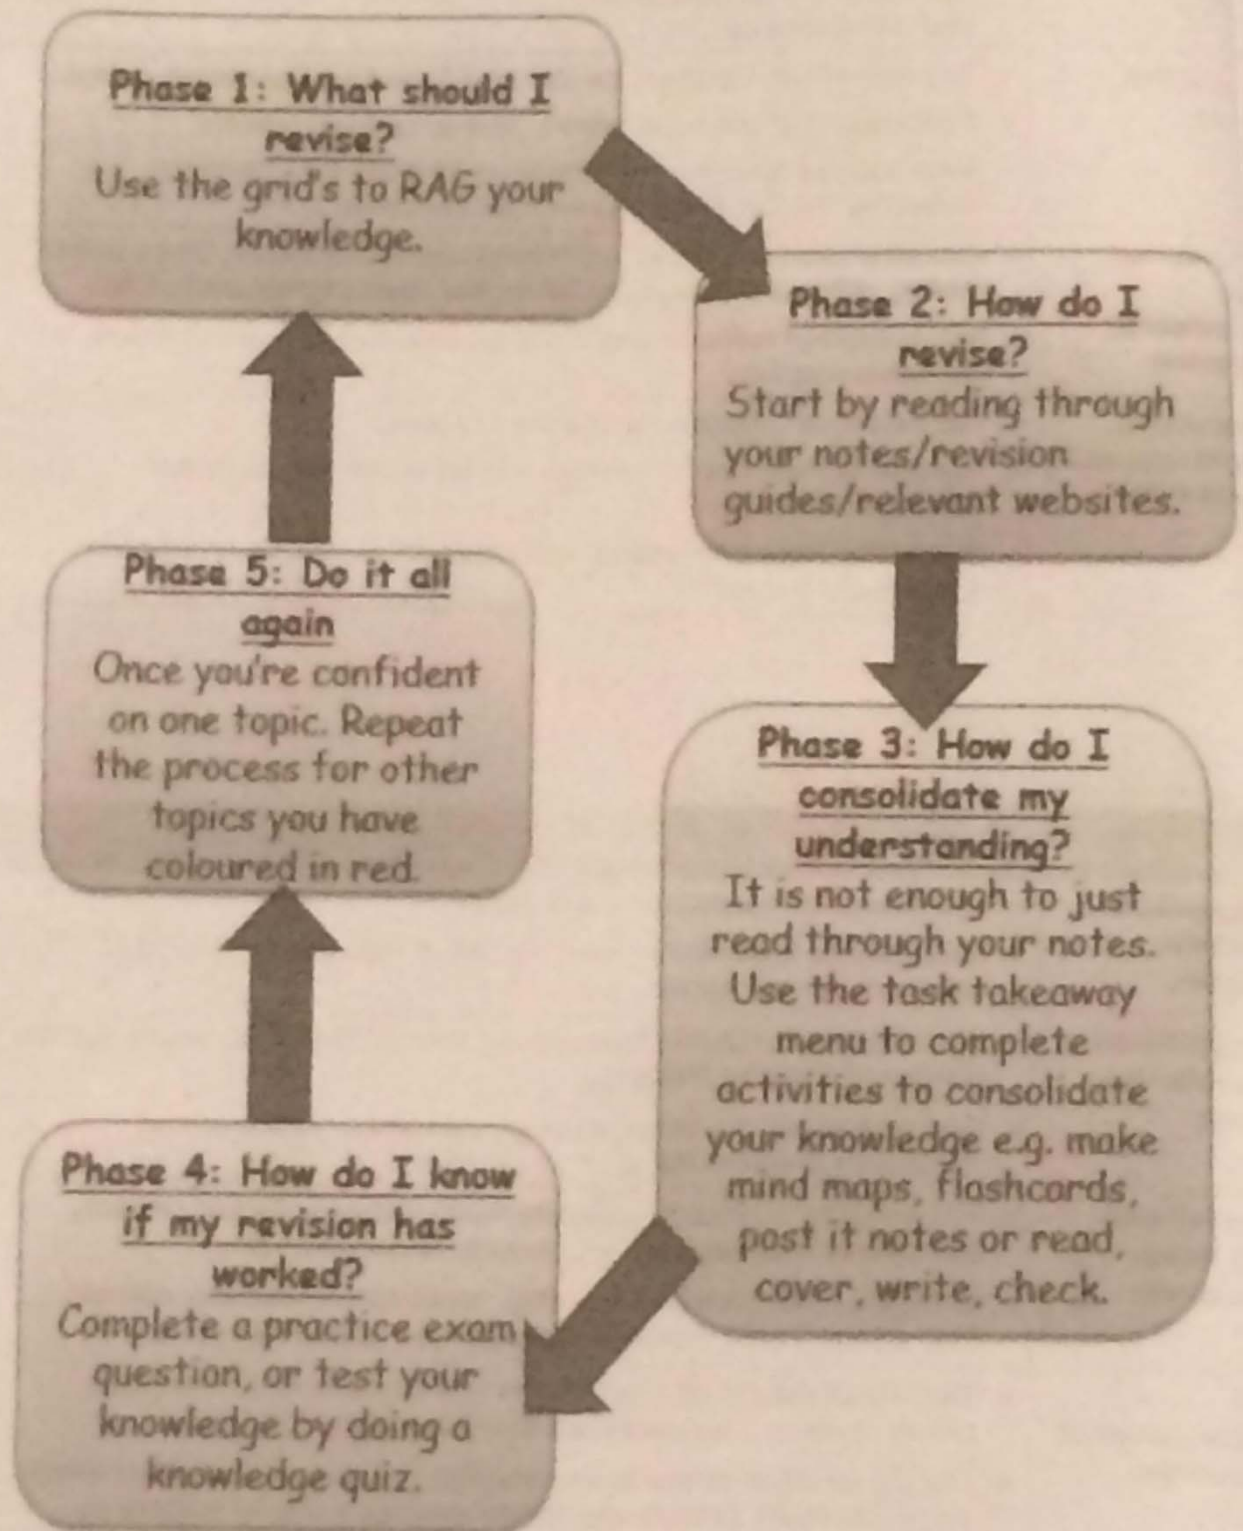 Phase 1: What should I
revise?
Use the grid's to RAG your
knowledge.
Phase 2: How do I
revise?
Start by reading through
your notes/revision
guides/relevant websites.
Phase 3: How do I
consolidate my
understanding?
It is not enough to just
read through your notes.
Use the task takeaway
menu to complete
activities to consolidate
your knowledge e.g. make
mind maps, flashcards,
post it notes or read,
cover, write, check.
Phase 4: How do I know
if my revision has
worked?
Complete a practice exam
question, or test your
knowledge by doing a
knowledge quiz.
Phase 5: Do it all
again
Once you're confident
on one topic. Repeat
the process for other
topics you have
coloured in red.